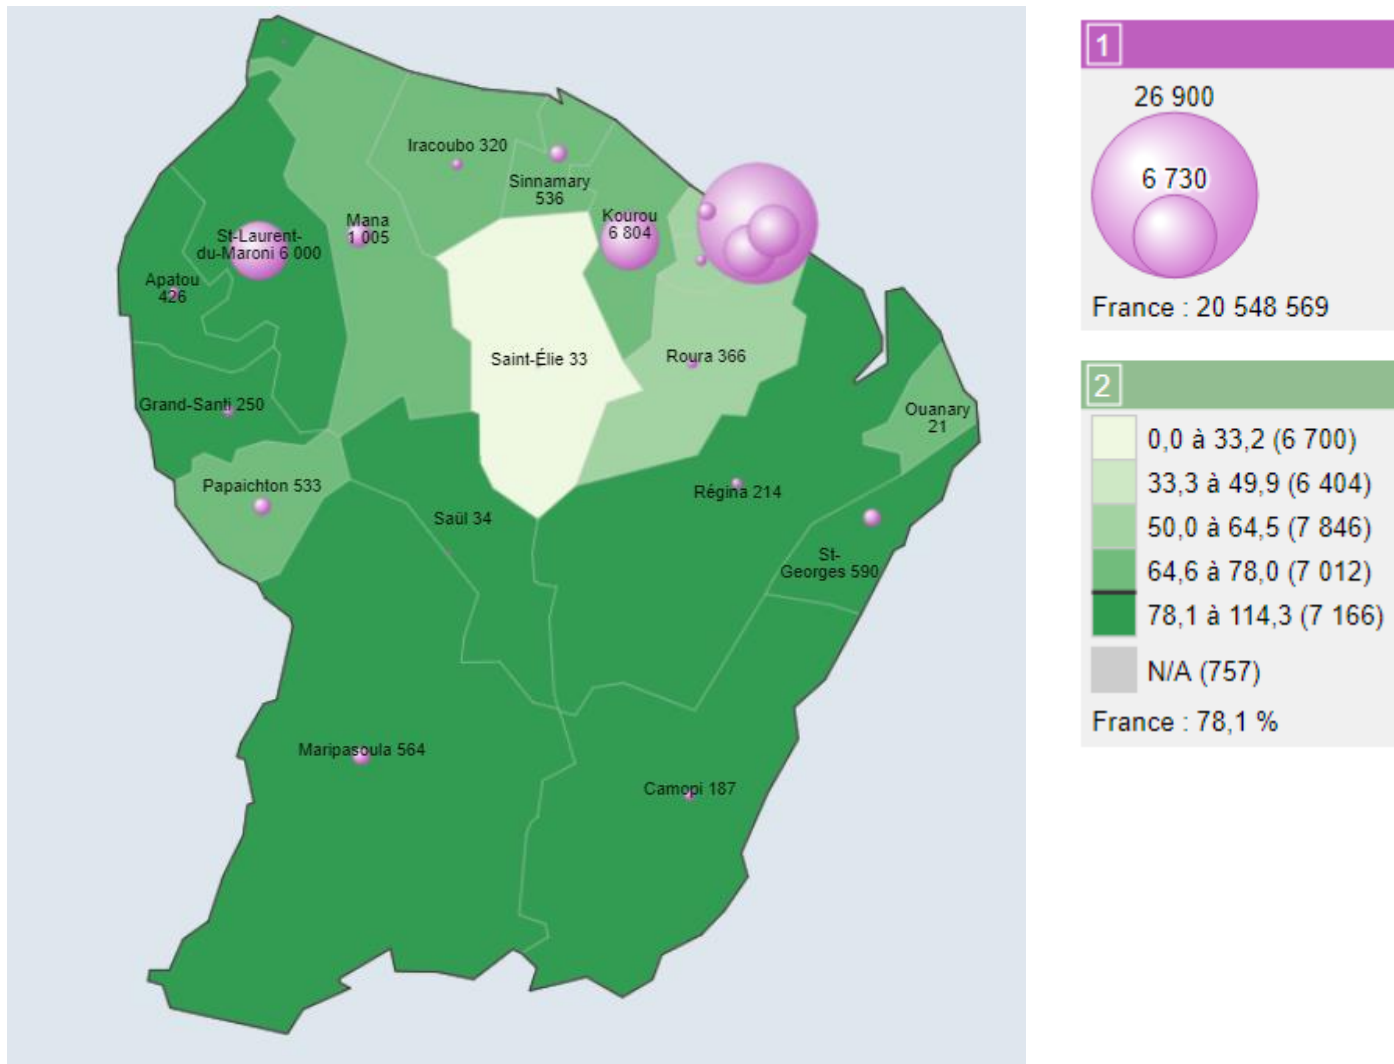 Iracoubo 320
Sinnamary
536
Mana
1 005
Kourou
6 804
St-Laurent-
du-Maroni 6 000
Apatou
426
Saint-Élie 33
Roura 366
Grand-Santi 250
Ouanary
21
Papaichton 533
Régina 214
Saül 34
St-
Georges 590
Maripasoula 564
Camopi 187
1
26 900
6 730
France : 20 548 569
2
0,0 à 33,2 (6 700)
33,3 à 49,9 (6 404)
50,0 à 64,5 (7 846)
64,6 à 78,0 (7 012)
78,1 à 114,3 (7 166)
N/A (757)
France : 78,1 %